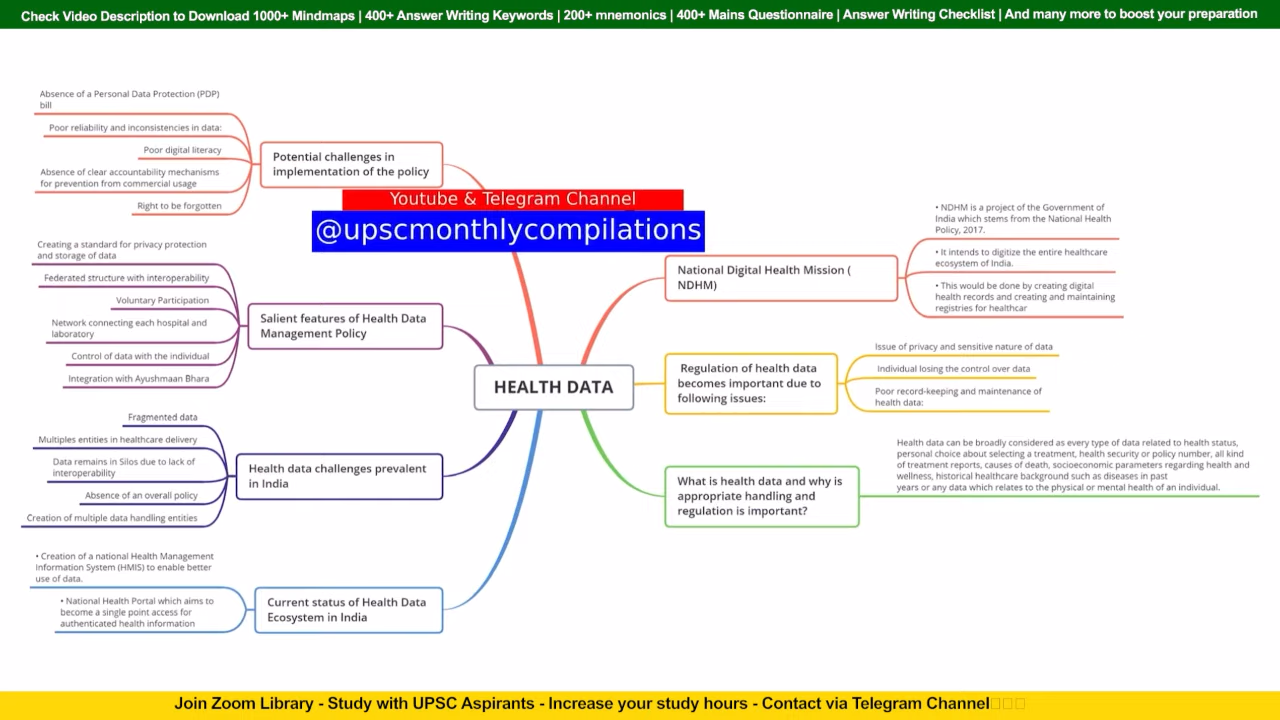 Check Video Description to Download 1000+ Mindmaps | 400+ Answer Writing Keywords | 200+ mnemonics | 400+ Mains Questionnaire | Answer Writing Checklist | And many more to boost your preparation
Absence of a Personal Data Protection (PDP)
bill
Poor reliability and inconsistencies in data:
Poor digital literacy
Absence of clear accountability mechanisms
for prevention from commercial usage
Right to be forgotten
Potential challenges in
implementation of the policy
Youtube & Telegram Channel
@upscmonthlycompilations
Creating a standard for privacy protection
and storage of data
Federated structure with interoperability
Voluntary Participation
Network connecting each hospital and
laboratory
Control of data with the individual
Integration with Ayushmaan Bhara
Salient features of Health Data
Management Policy
Fragmented data
Multiples entities in healthcare delivery
Data remains in Silos due to lack of
interoperability
Absence of an overall policy
Creation of multiple data handling entities
Health data challenges prevalent
in India
• Creation of a national Health Management
Information System (HMIS) to enable better
use of data.
• National Health Portal which aims to
become a single point access for
authenticated health information
Current status of Health Data
Ecosystem in India
HEALTH DATA
National Digital Health Mission (
NDHM)
• NDHM is a project of the Government of
India which stems from the National Health
Policy, 2017.
• It intends to digitize the entire healthcare
ecosystem of India.
• This would be done by creating digital
health records and creating and maintaining
registries for healthcar
Regulation of health data
becomes important due to
following issues:
Issue of privacy and sensitive nature of data
Individual losing the control over data
Poor record-keeping and maintenance of
health data:
What is health data and why is
appropriate handling and
regulation is important?
Health data can be broadly considered as every type of data related to health status,
personal choice about selecting a treatment, health security or policy number, all kind
of treatment reports, causes of death, socioeconomic parameters regarding health and
wellness, historical healthcare background such as diseases in past
years or any data which relates to the physical or mental health of an individual.
Join Zoom Library - Study with UPSC Aspirants - Increase your study hours - Contact via Telegram Channel